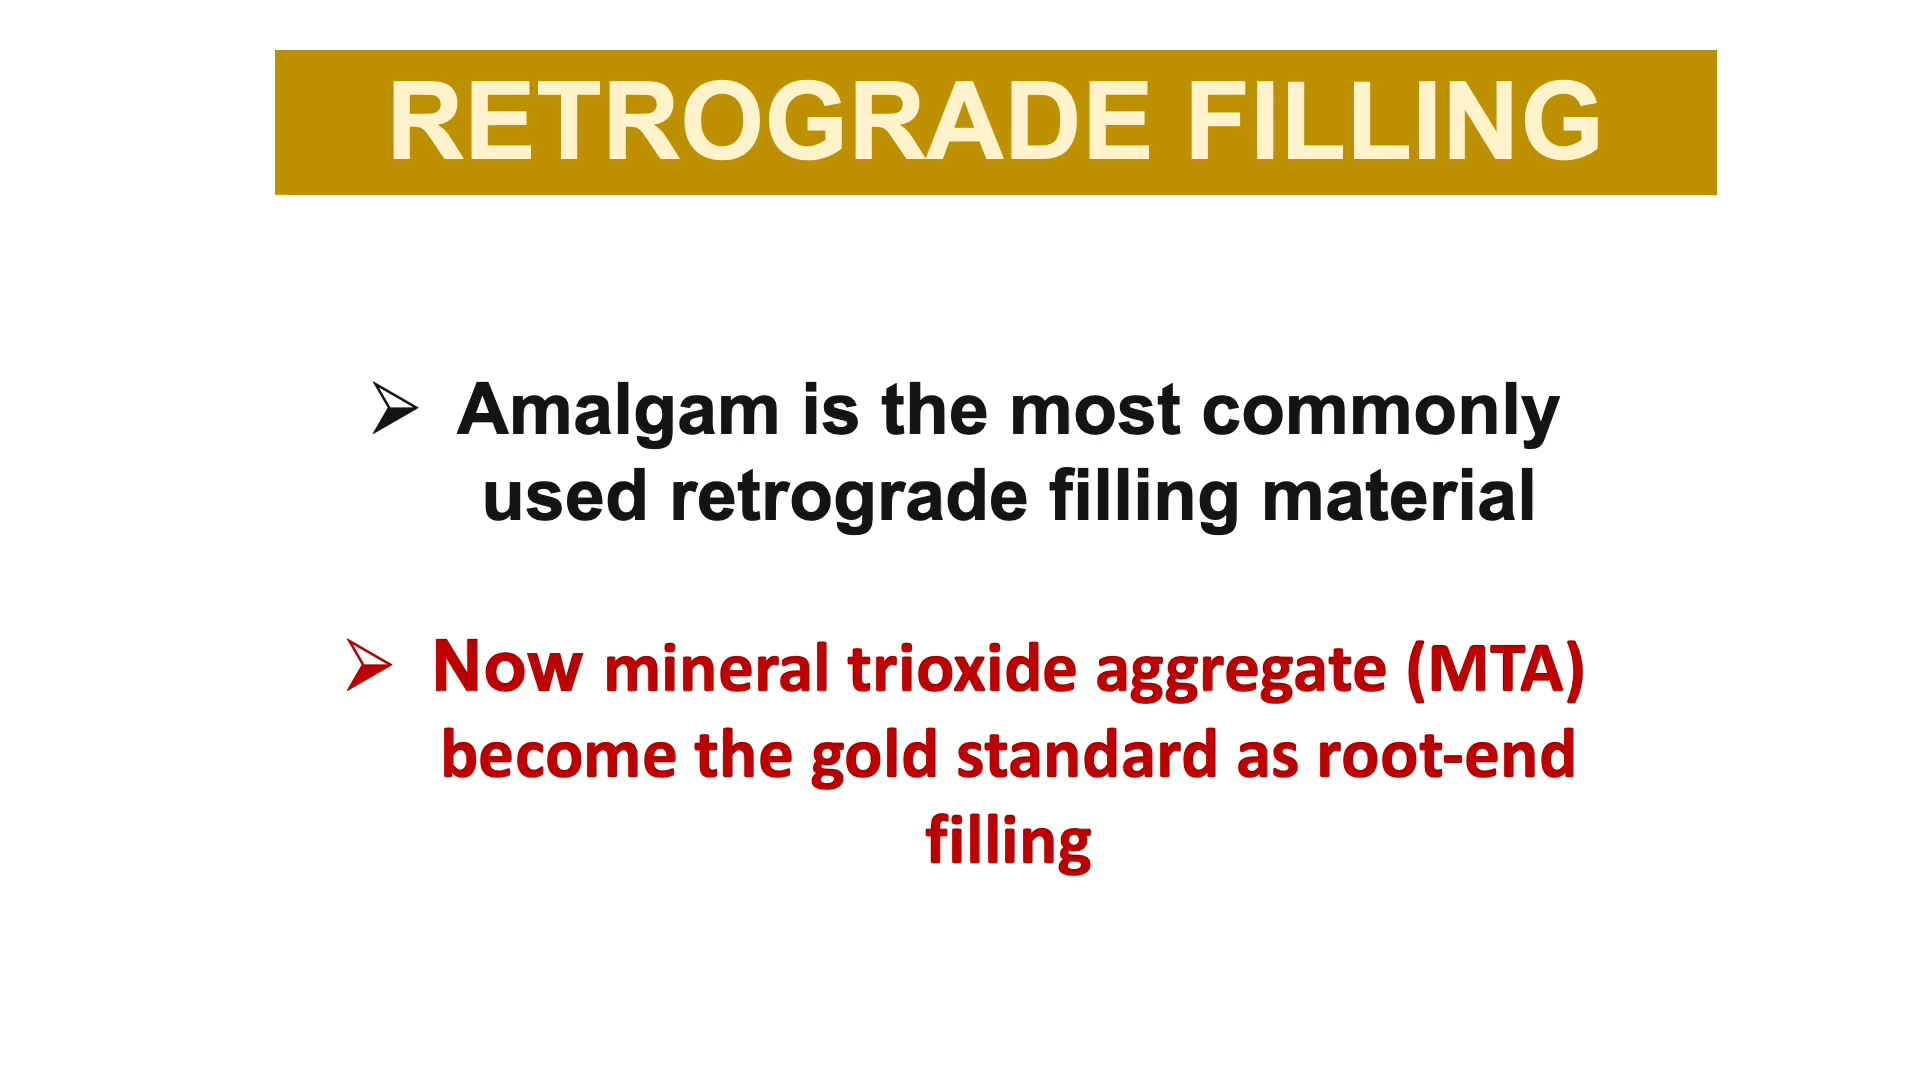 RETROGRADE FILLING
➢ Amalgam is the most commonly
used retrograde filling material
➢ Now mineral trioxide aggregate (MTA)
become the gold standard as root-end
filling